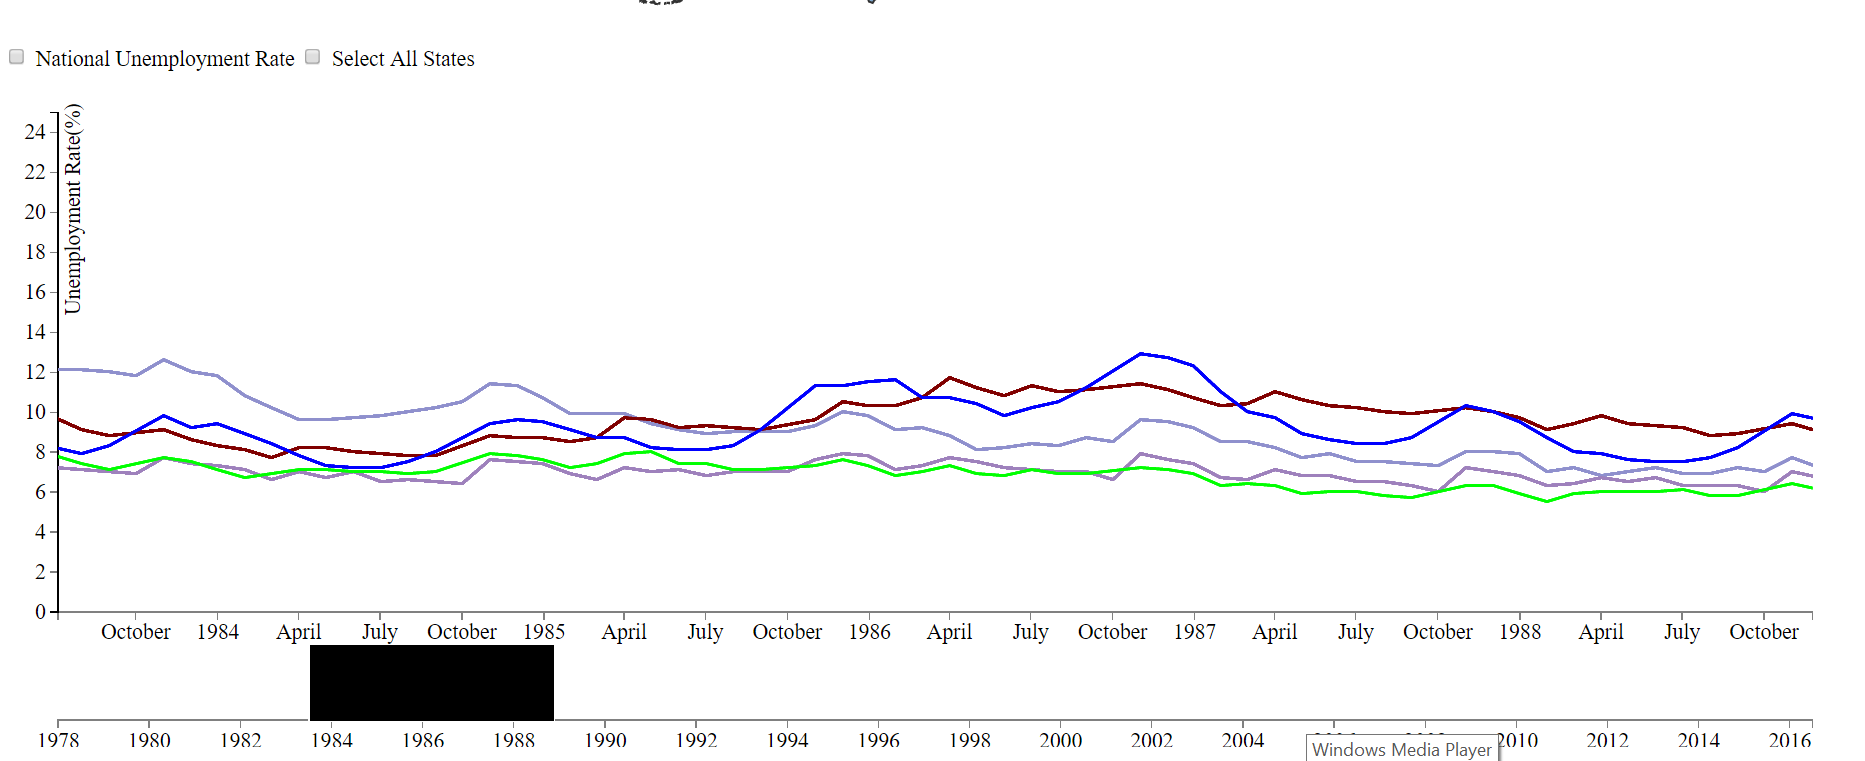 National Unemployment Rate Select All States
Unemployment Rate(%)
24
22
20
18
16
14
12
10
8
6
4
2
0
October 1984 April July October 1985 April July October 1986 April July October 1987 April July October 1988 April July October
1978 1980 1982 1984 1986 1988 1990 1992 1994 1996 1998 2000 2002 2004 2010 2012 2014 2016
Windows Media Player